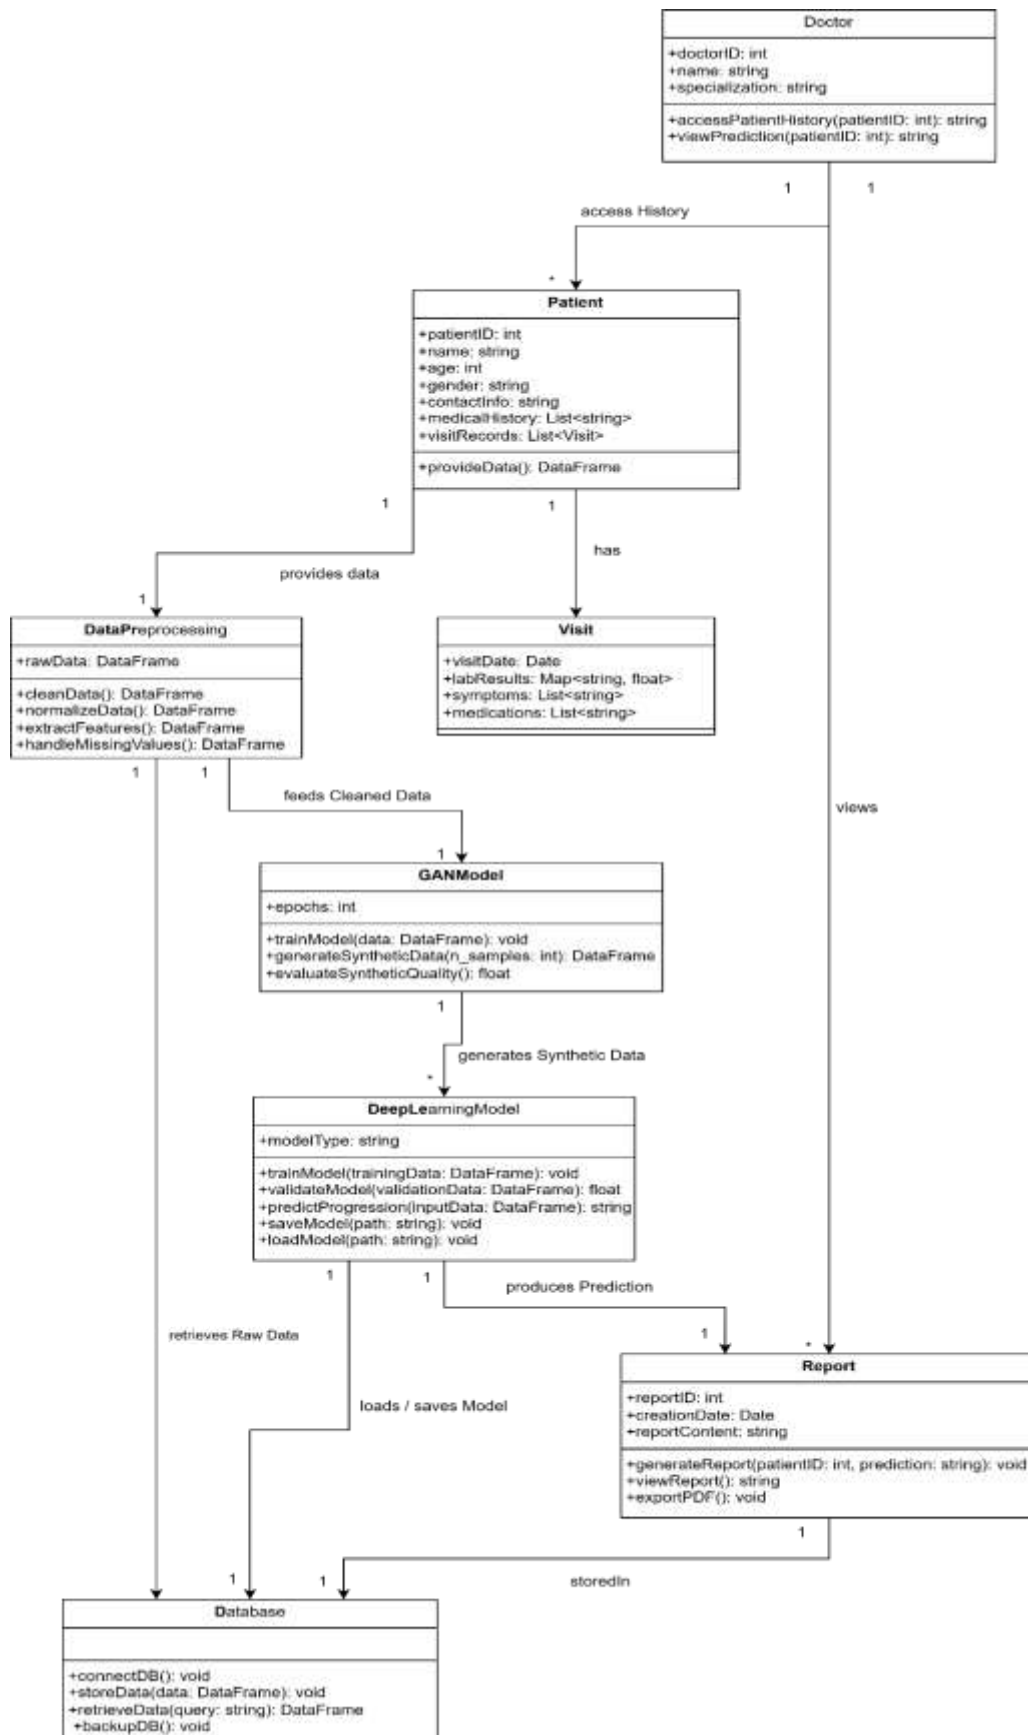 Doctor
+doctorID: int
+name: string
+specialization: string
+accessPatientHistory(patientID: int): string
+viewPrediction(patientID: int): string
1
1
access History
*
Patient
+patientID: int
+name: string
+age: int
+gender: string
+contactInfo: string
+medicalHistory: List<string>
+visitRecords: List<Visit>
+provideData(): DataFrame
1
1
has
provides data
1
DataPreprocessing
+rawData: DataFrame
+cleanData(): DataFrame
+normalizeData(): DataFrame
+extractFeatures(): DataFrame
+handleMissingValues(): DataFrame
Visit
+visitDate: Date
+labResults: Map<string, float>
+symptoms: List<string>
+medications: List<string>
1
1
feeds Cleaned Data
views
1
GANModel
+epochs: int
+trainModel(data: DataFrame): void
+generateSyntheticData(n_samples: int): DataFrame
+evaluateSyntheticQuality(): float
1
generates Synthetic Data
*
DeepLearningModel
+modelType: string
+trainModel(trainingData: DataFrame): void
+validateModel(validationData: DataFrame): float
+predictProgression(inputData: DataFrame): string
+saveModel(path: string): void
+loadModel(path: string): void
1
1
produces Prediction
retrieves Raw Data
1
*
Report
+reportID: int
+creationDate: Date
+reportContent: string
+generateReport(patientID: int, prediction: string): void
+viewReport(): string
+exportPDF(): void
loads / saves Model
1
storedIn
1
1
Database
+connectDB(): void
+storeData(data: DataFrame): void
+retrieveData(query: string): DataFrame
+backupDB(): void